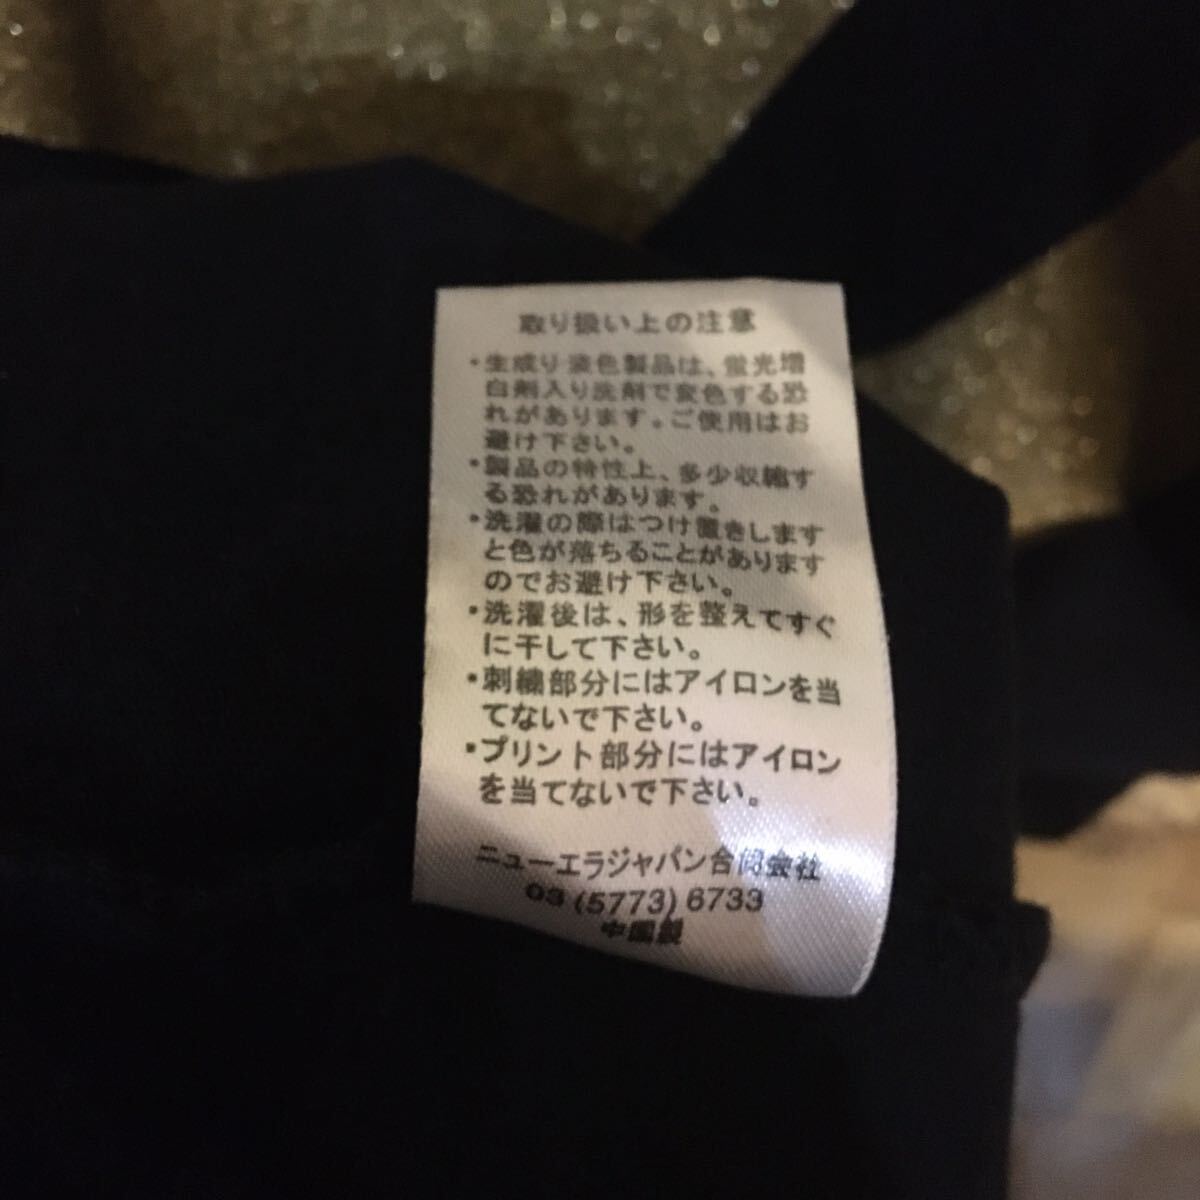 取り扱い上の注意
・生成り 淡色製品は、蛍光増
白剤入り洗剤で変色する恐
れがあります。ご使用はお
避け下さい。
・製品の特性上、多少収縮す
る恐れがあります。
・洗濯の際はつけ置きします
と色が落ちることがあります
のでお避け下さい。
・洗濯後は、形を整えてすぐ
に干して下さい。
・刺繍部分にはアイロンを当
てないで下さい。
・プリント部分にはアイロン
を当てないで下さい。
ニューエラジャパン合同会社
03 (5773) 6733
中国製